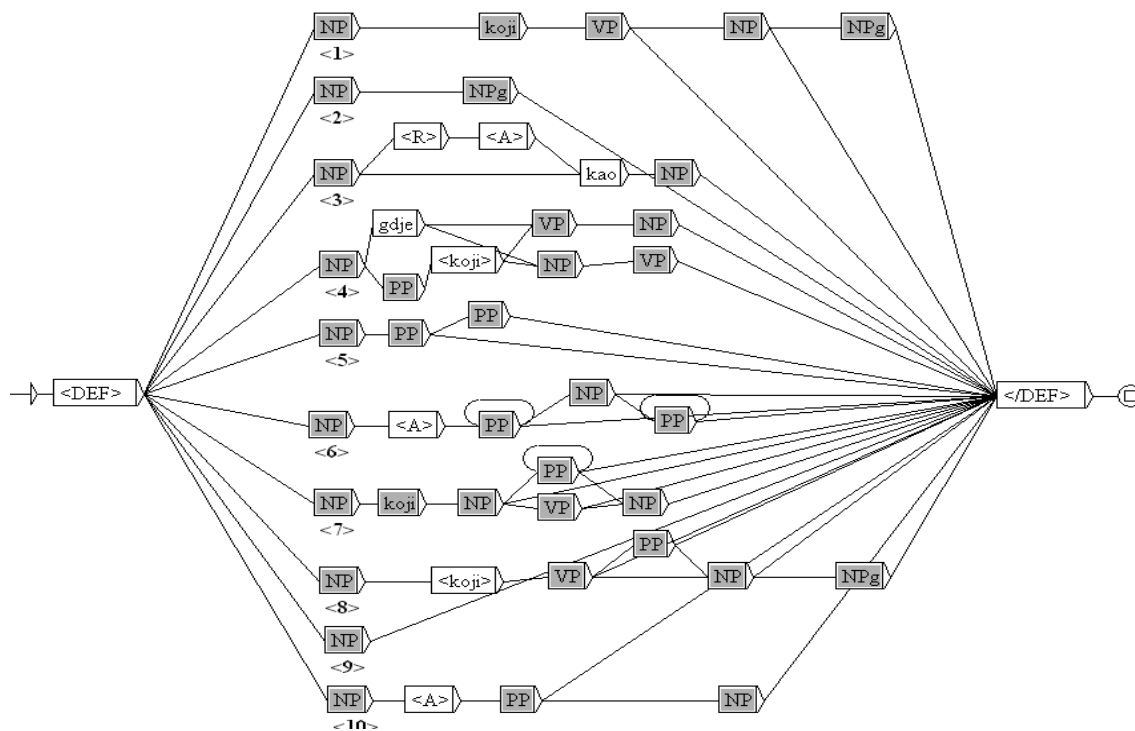 NP koji VP NP NPg
<1>
NP NPg
<2>
<R> <A>
NP kao NP
<3>
gdje VP NP
NP <koji> NP VP
PP
<4>
PP
NP PP
<5>
<DEF> </DEF>
NP
NP <A> PP PP
<6>
PP
NP koji NP VP NP
<7>
PP
NP <koji> VP NP NPg
<8>
NP
<9>
NP <A> PP NP
<10>